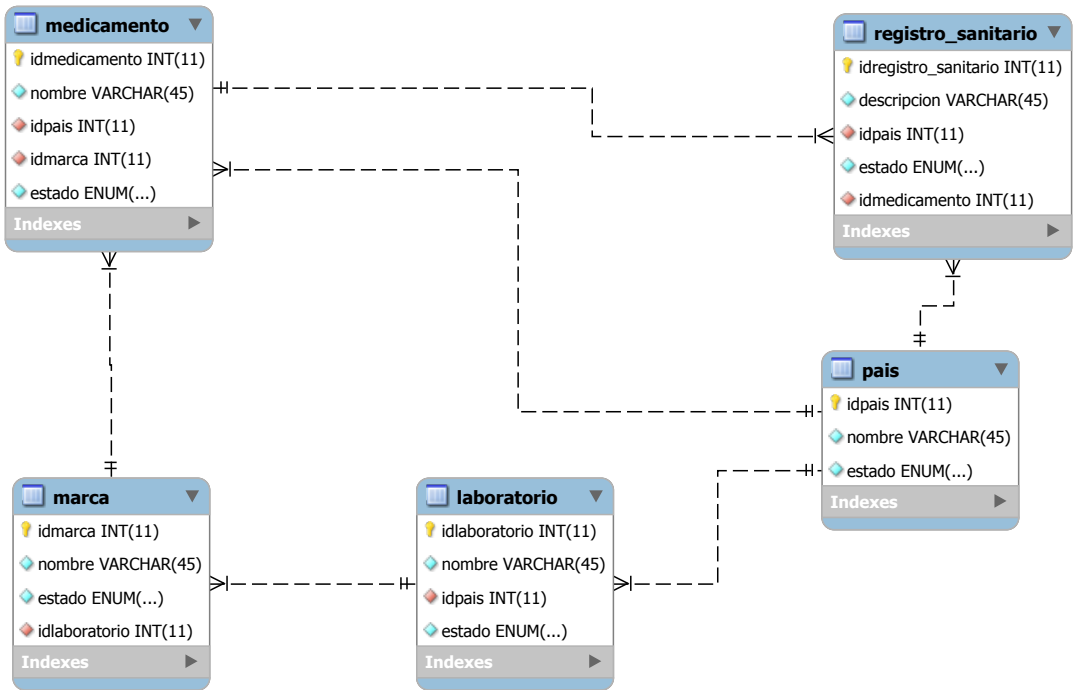 medicamento
idmedicamento INT(11)
nombre VARCHAR(45)
idpais INT(11)
idmarca INT(11)
estado ENUM(...)
Indexes
registro_sanitario
idregistro_sanitario INT(11)
descripcion VARCHAR(45)
idpais INT(11)
estado ENUM(...)
idmedicamento INT(11)
Indexes
pais
idpais INT(11)
nombre VARCHAR(45)
estado ENUM(...)
Indexes
marca
idmarca INT(11)
nombre VARCHAR(45)
estado ENUM(...)
idlaboratorio INT(11)
Indexes
laboratorio
idlaboratorio INT(11)
nombre VARCHAR(45)
idpais INT(11)
estado ENUM(...)
Indexes